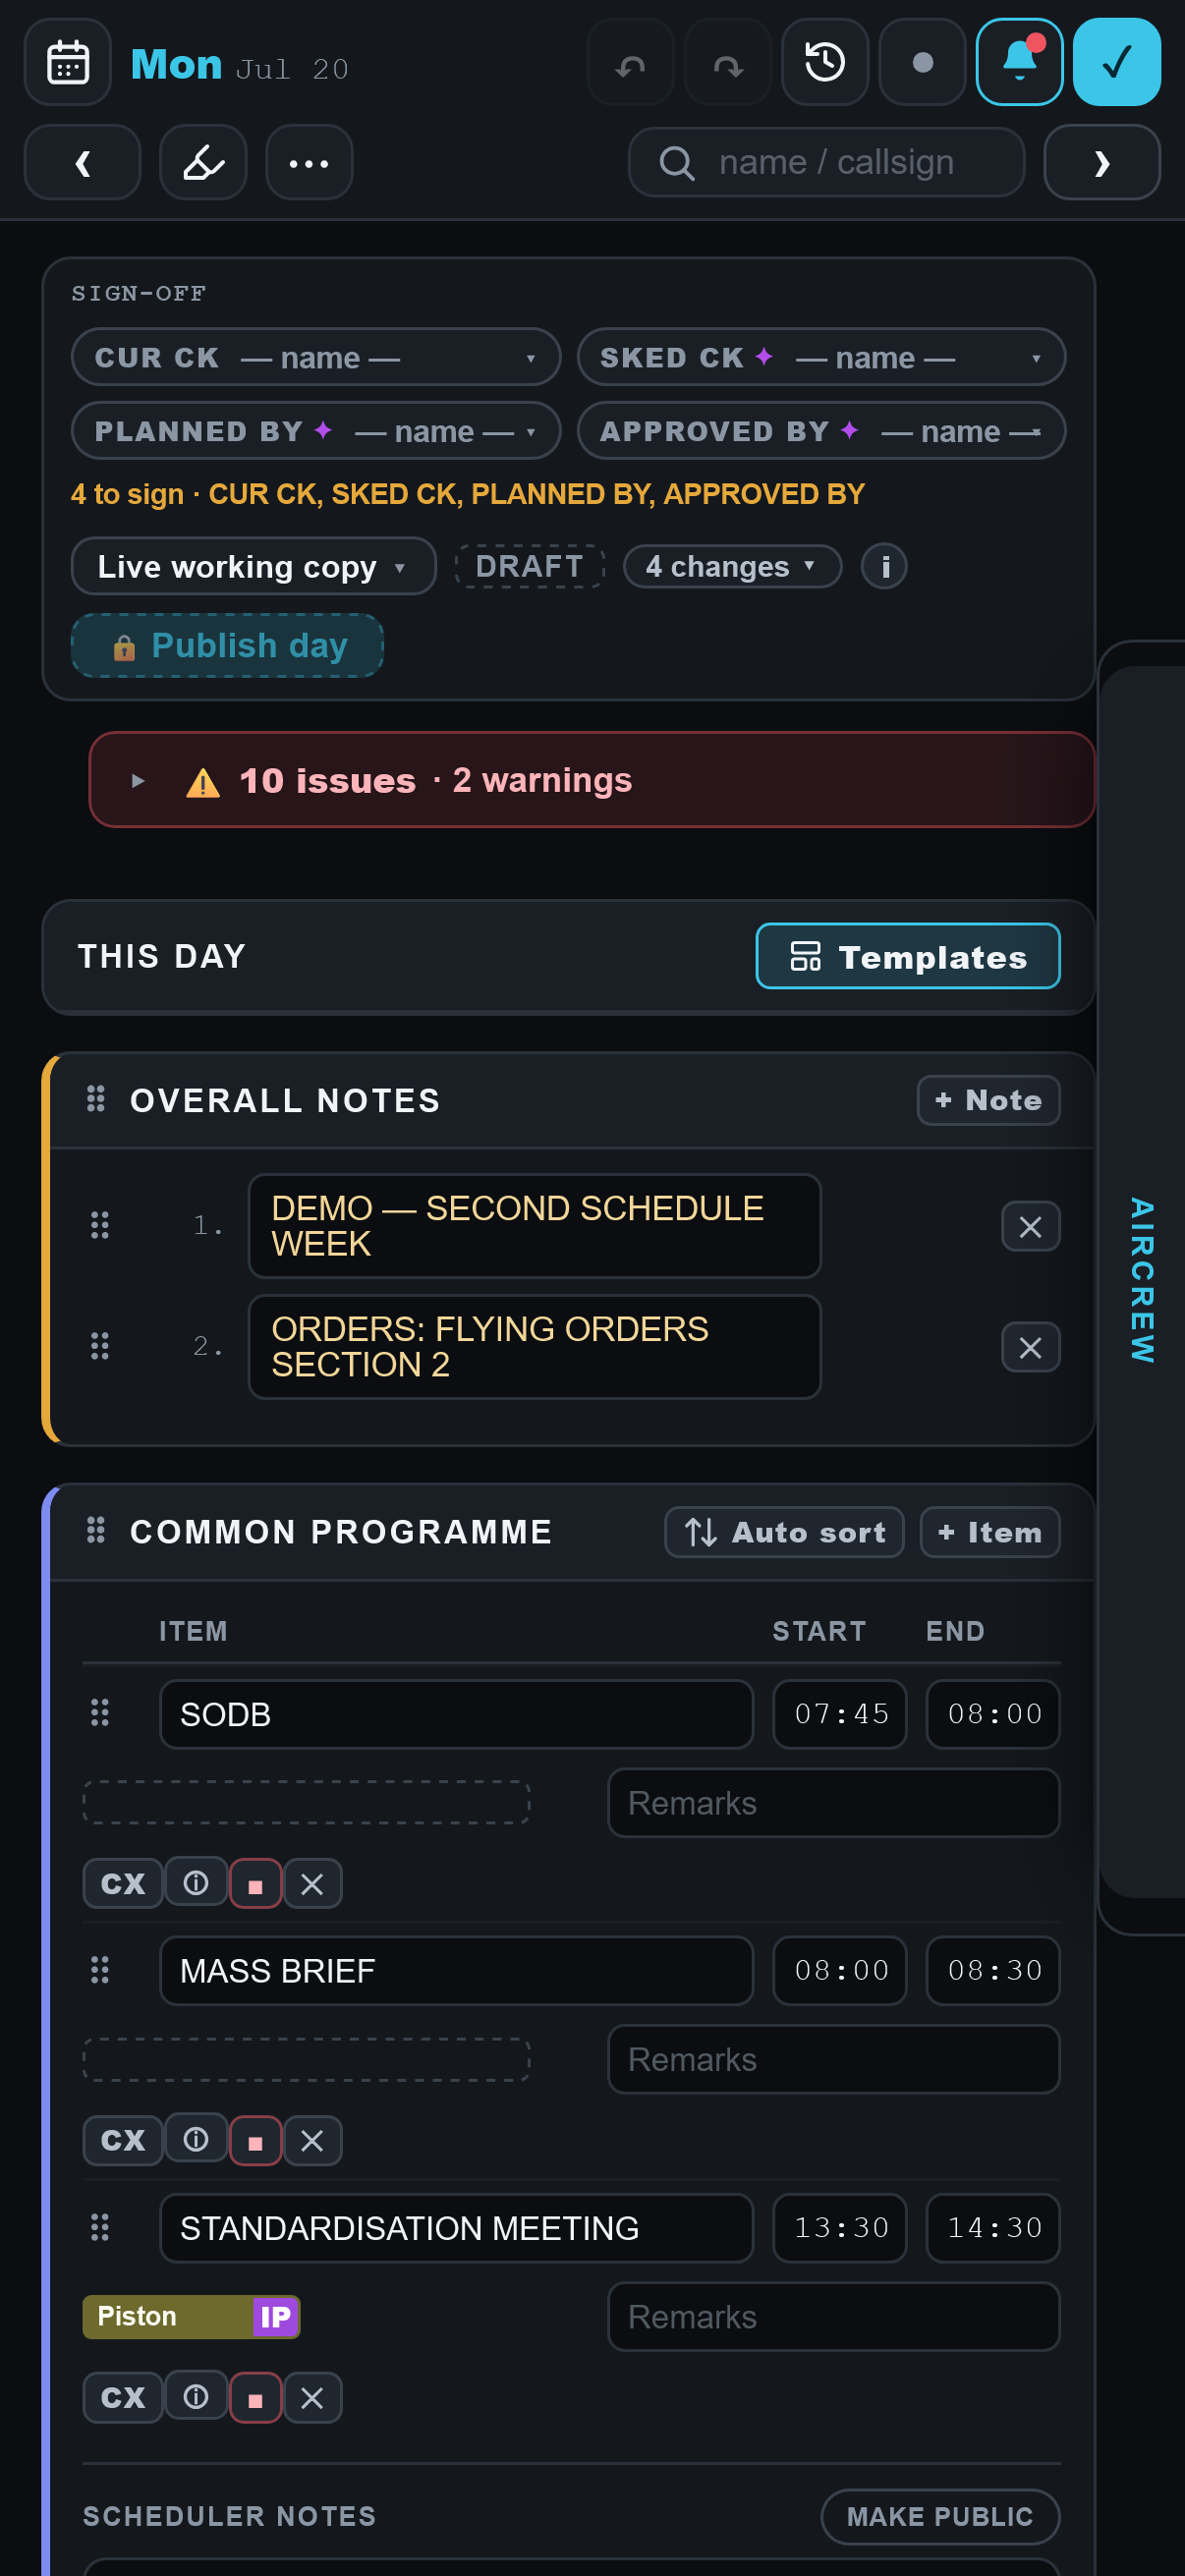 Mon Jul 20
name / callsign
SIGN-OFF
CUR CK — name —
SKED CK — name —
PLANNED BY — name —
APPROVED BY — name —
4 to sign · CUR CK, SKED CK, PLANNED BY, APPROVED BY
Live working copy DRAFT 4 changes i
Publish day
10 issues · 2 warnings
THIS DAY Templates
OVERALL NOTES + Note
1. DEMO — SECOND SCHEDULE
WEEK
2. ORDERS: FLYING ORDERS
SECTION 2
AIRCREW
COMMON PROGRAMME Auto sort + Item
ITEM START END
SODB 07:45 08:00
Remarks
CX
MASS BRIEF 08:00 08:30
Remarks
CX
STANDARDISATION MEETING 13:30 14:30
Piston IP Remarks
CX
SCHEDULER NOTES MAKE PUBLIC